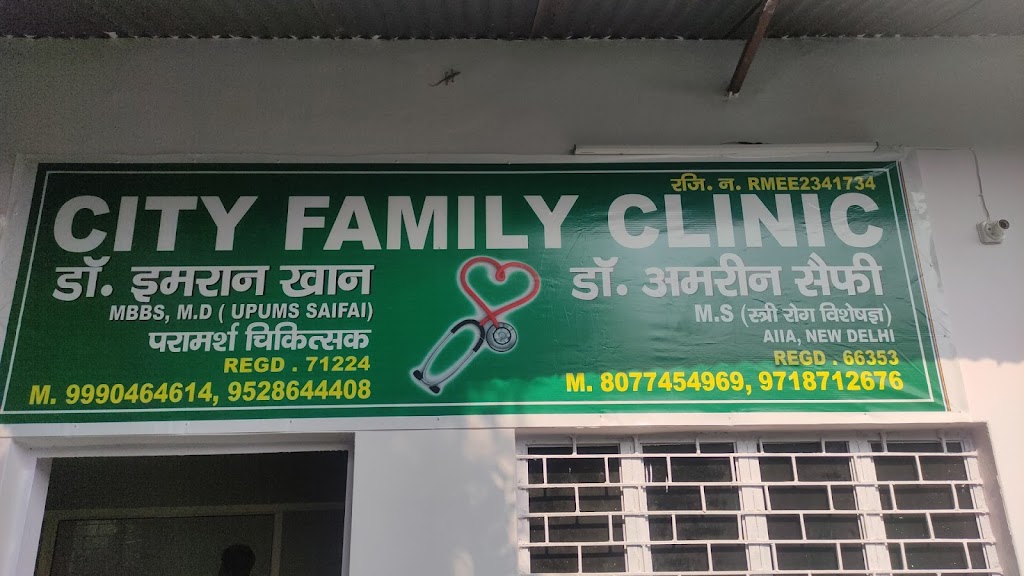 रजि. न. RMEE2341734
CITY FAMILY CLINIC
डॉ. इमरान खान
MBBS, M.D ( UPUMS SAIFAI)
परामर्श चिकित्सक
REGD . 71224
M. 9990464614, 9528644408
डॉ. अमरीन सैफी
M.S (स्त्री रोग विशेषज्ञ)
AIIA, NEW DELHI
REGD . 66353
M. 8077454969, 9718712676